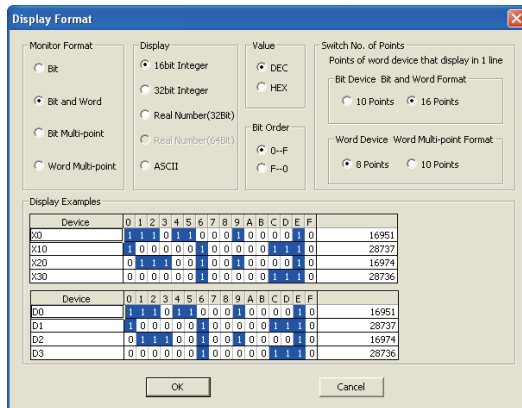 Display Format
Monitor Format
Bit
Bit and Word
Bit Multi-point
Word Multi-point
Display
16bit Integer
32bit Integer
Real Number(32Bit)
Real Number(64Bit)
ASCII
Value
DEC
HEX
Bit Order
0--F
F--0
Switch No. of Points
Points of word device that display in 1 line
Bit Device Bit and Word Format
10 Points 16 Points
Word Device Word Multi-point Format
8 Points 10 Points
Display Examples
Device 0 1 2 3 4 5 6 7 8 9 A B C D E F
X0 1 1 1 0 1 1 0 0 0 1 0 0 0 0 1 0 16951
X10 1 0 0 0 0 0 1 0 0 0 0 0 1 1 1 0 28737
X20 0 1 1 1 0 0 1 0 0 1 0 0 0 0 1 0 16974
X30 0 0 0 0 0 0 1 0 0 0 0 0 1 1 1 0 28736
Device 0 1 2 3 4 5 6 7 8 9 A B C D E F
D0 1 1 1 0 1 1 0 0 0 1 0 0 0 0 1 0 16951
D1 1 0 0 0 0 0 1 0 0 0 0 0 1 1 1 0 28737
D2 0 1 1 1 0 0 1 0 0 1 0 0 0 0 1 0 16974
D3 0 0 0 0 0 0 1 0 0 0 0 0 1 1 1 0 28736
OK Cancel